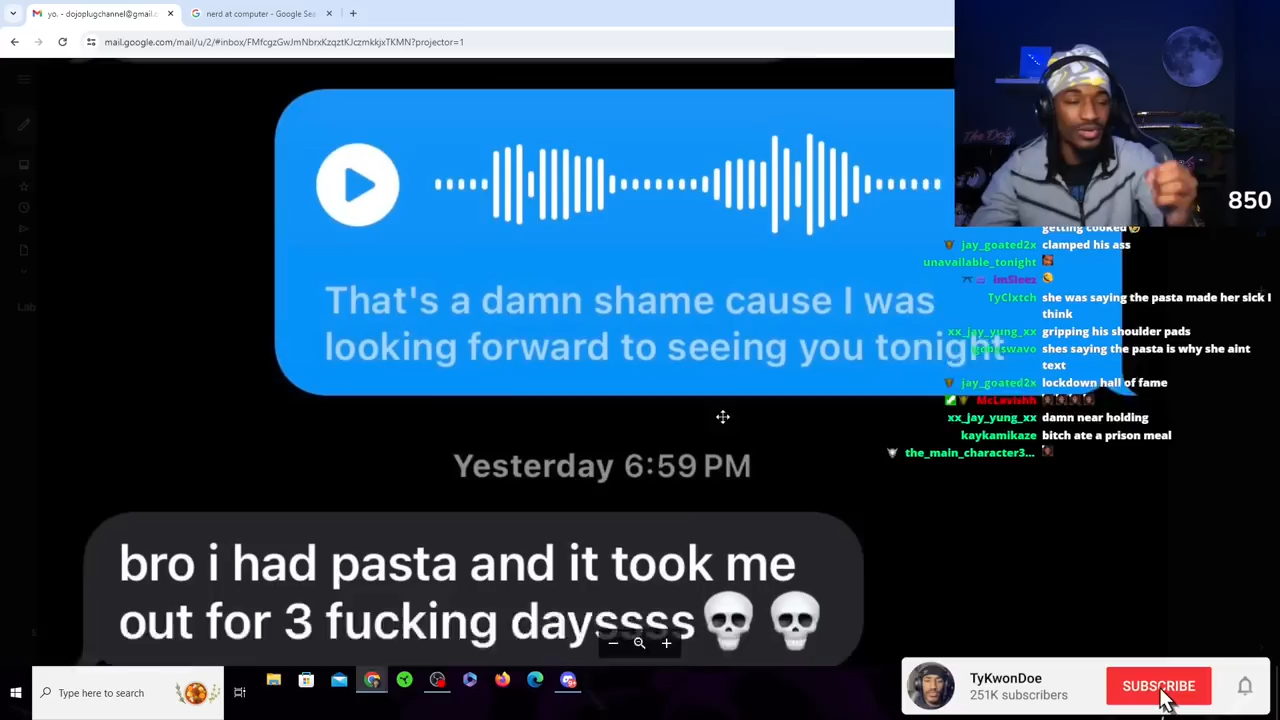 yo. - dojoplugchannel@gmail.c
nerd at computer - Google Sea
mail.google.com/mail/u/2/#inbox/FMfcgzGwJmNbrxKzqztKJczmkkjxTKMN?projector=1
850
getting cooked
jay_goated2x clamped his ass
unavailable_tonight
imSleez
TyClxtch she was saying the pasta made her sick I
think
xx_jay_yung_xx gripping his shoulder pads
shes saying the pasta is why she aint
text
jay_goated2x lockdown hall of fame
McLavishh
xx_jay_yung_xx damn near holding
kaykamikaze bitch ate a prison meal
the_main_character3...
That's a damn shame cause I was
looking forward to seeing you tonight
Yesterday 6:59 PM
bro i had pasta and it took me
out for 3 fucking dayssss💀💀
Lab
Type here to search
TyKwonDoe
251K subscribers
SUBSCRIBE